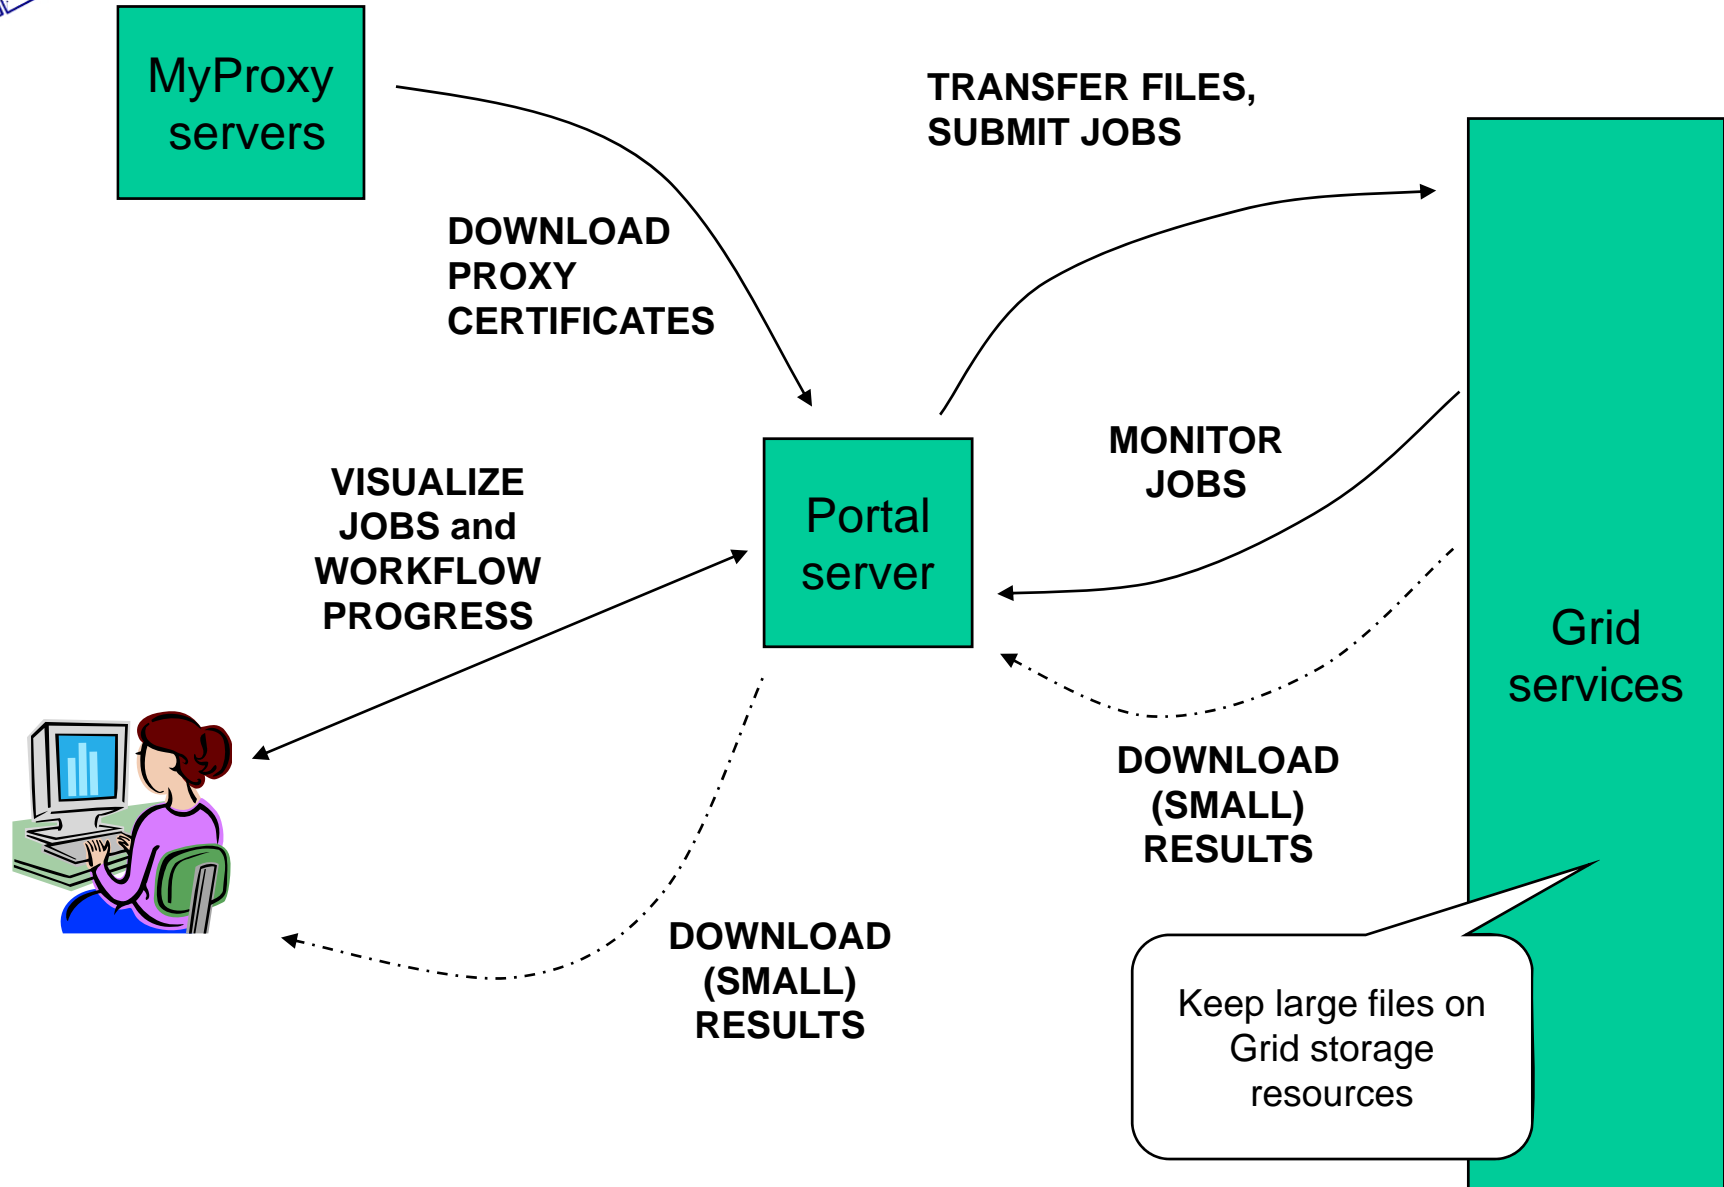 MyProxy
servers
TRANSFER FILES,
SUBMIT JOBS
DOWNLOAD
PROXY
CERTIFICATES
MONITOR
JOBS
VISUALIZE
JOBS and
WORKFLOW
PROGRESS
Portal
server
Grid
services
DOWNLOAD
(SMALL)
RESULTS
DOWNLOAD
(SMALL)
RESULTS
Keep large files on
Grid storage
resources